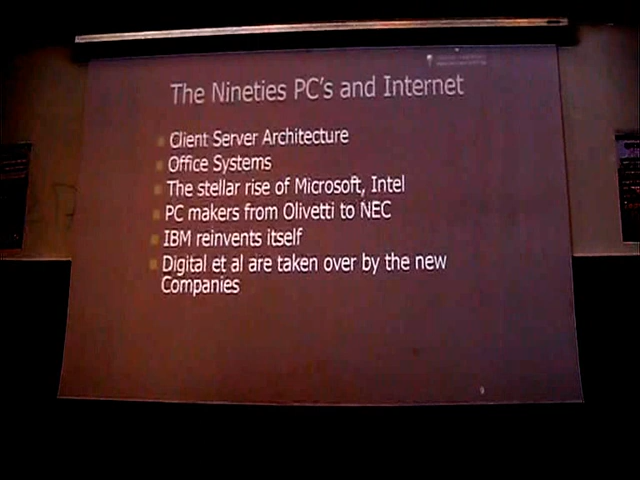 The Nineties PC's and Internet
Client Server Architecture
Office Systems
The stellar rise of Microsoft, Intel
PC makers from Olivetti to NEC
IBM reinvents itself
Digital et al are taken over by the new
Companies
9